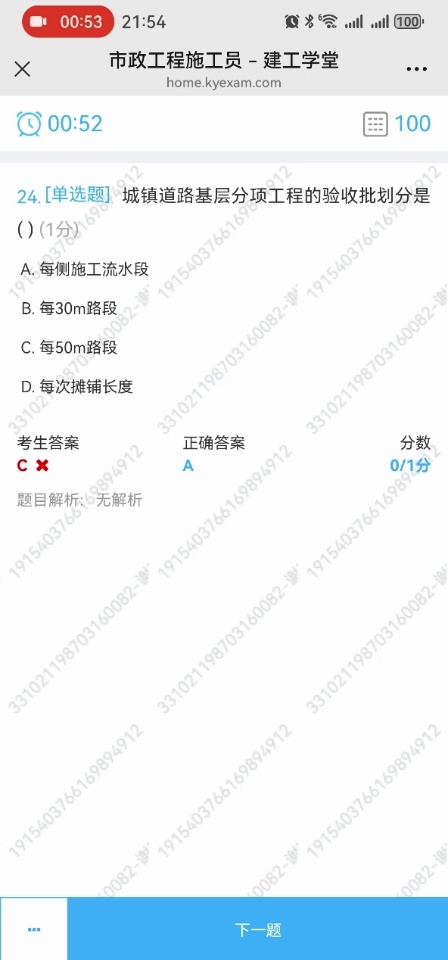 00:53 21:54 100
市政工程施工员 - 建工学堂
home.kyexam.com
00:52 100
24. [单选题] 城镇道路基层分项工程的验收批划分是
( ) (1分)
A. 每侧施工流水段
B. 每30m路段
C. 每50m路段
D. 每次摊铺长度
考生答案 正确答案 分数
C A 0/1分
题目解析: 无解析
下一题
191540376616989491​2
331021198703160082-谢